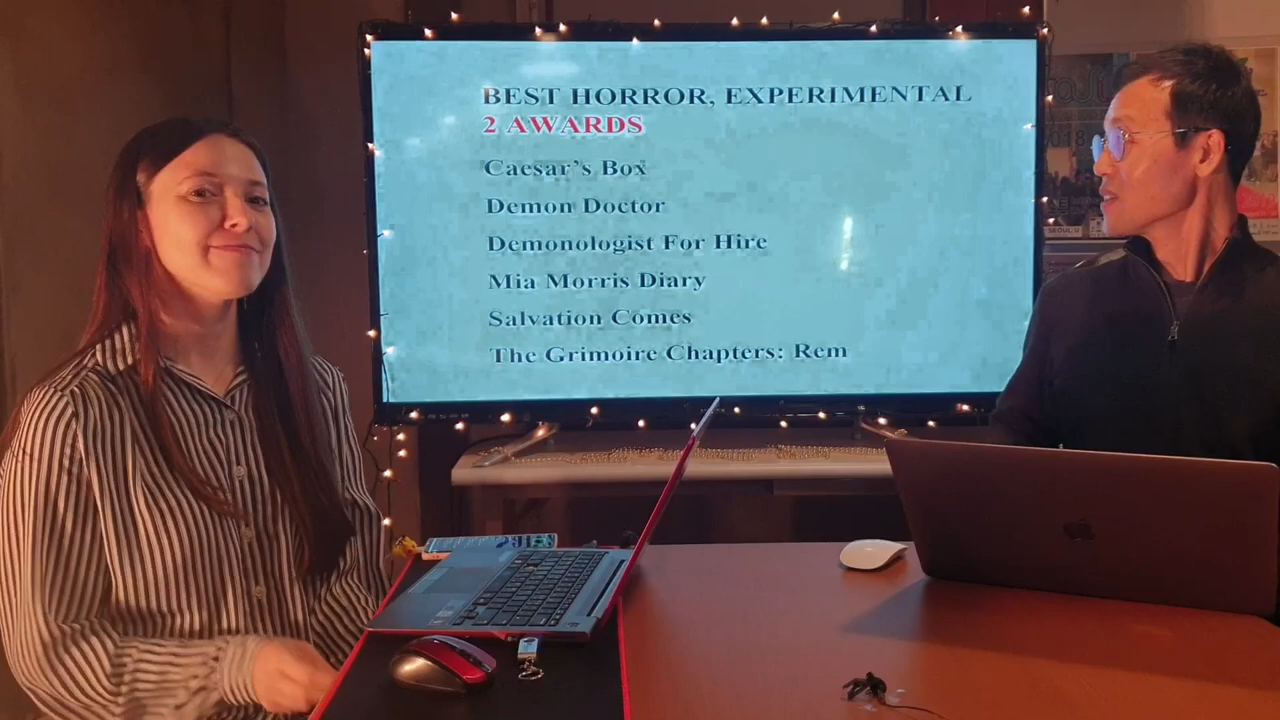 BEST HORROR, EXPERIMENTAL
2 AWARDS
Caesar's Box
Demon Doctor
Demonologist For Hire
Mia Morris Diary
Salvation Comes
The Grimoire Chapters: Rem